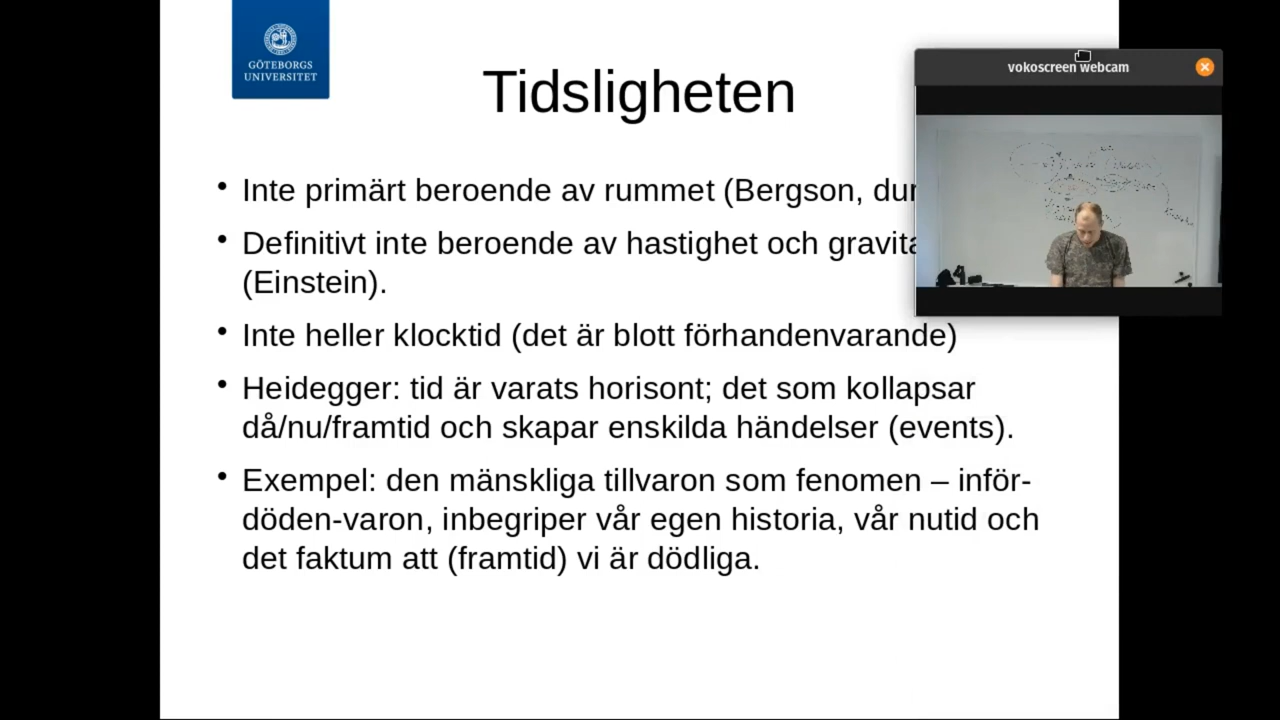 GÖTEBORGS
UNIVERSITET
Tidsligheten
vokoscreen webcam
• Inte primärt beroende av rummet (Bergson,
• Definitivt inte beroende av hastighet och
(Einstein).
• Inte heller klocktid (det är blott förhandenvarande)
• Heidegger: tid är varats horisont; det som kollapsar
då/nu/framtid och skapar enskilda händelser (events).
• Exempel: den mänskliga tillvaron som fenomen – inför-
döden-varon, inbegriper vår egen historia, vår nutid och
det faktum att (framtid) vi är dödliga.